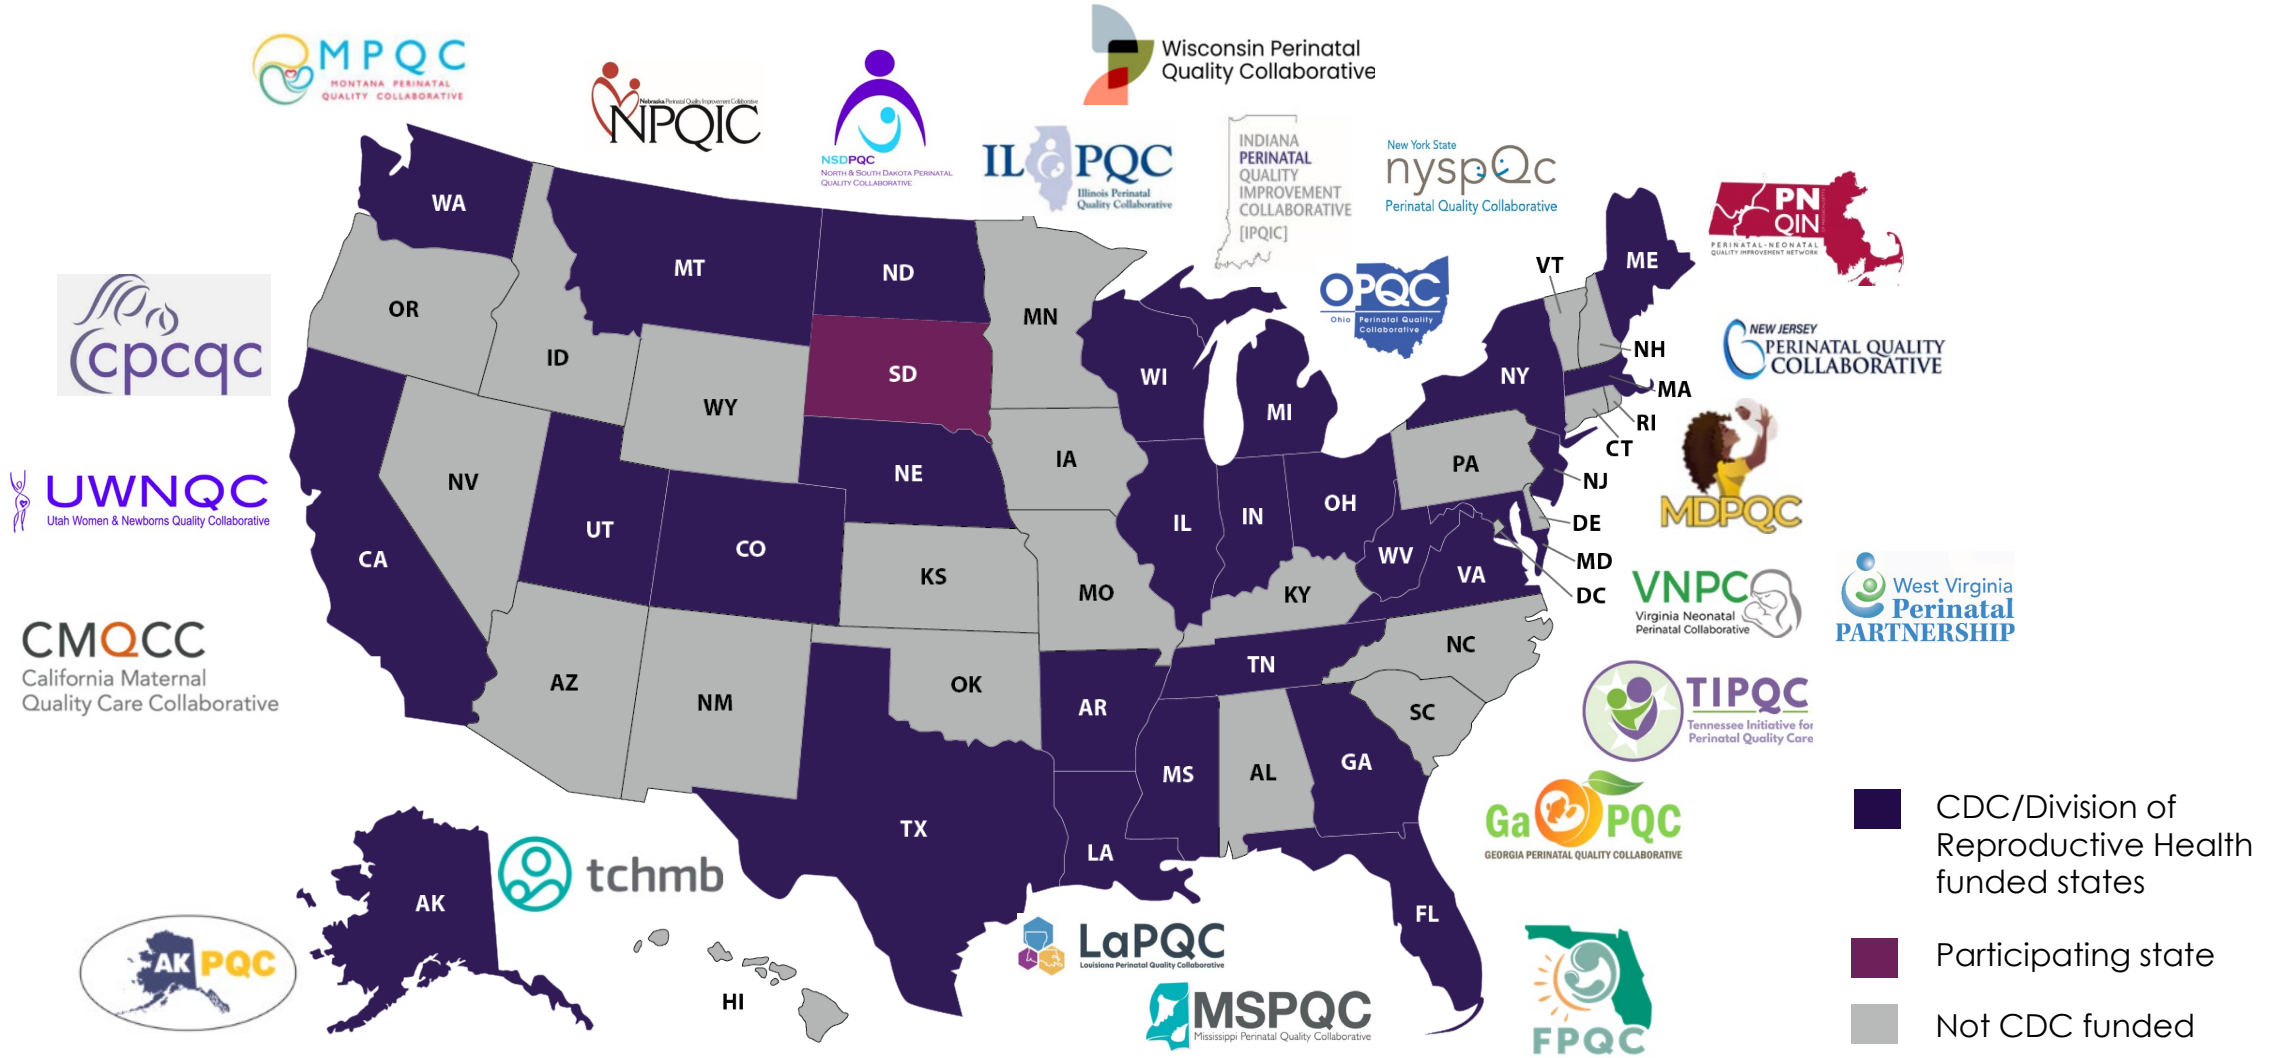 MPQC
MONTANA PERINATAL
QUALITY COLLABORATIVE
Nebraska Perinatal Quality Improvement Collaborative
NPQIC
NSDPQC
NORTH & SOUTH DAKOTA PERINATAL
QUALITY COLLABORATIVE
Wisconsin Perinatal
Quality Collaborative
IL PQC
Illinois Perinatal
Quality Collaborative
INDIANA
PERINATAL
QUALITY
IMPROVEMENT
COLLABORATIVE
[IPQIC]
New York State
nyspQc
Perinatal Quality Collaborative
OPQC
Ohio Perinatal Quality
Collaborative
PN
QIN
PERINATAL-NEONATAL
QUALITY IMPROVEMENT NETWORK
NEW JERSEY
PERINATAL QUALITY
COLLABORATIVE
MDPQC
VNPC
Virginia Neonatal
Perinatal Collaborative
West Virginia
Perinatal
PARTNERSHIP
TIPQC
Tennessee Initiative for
Perinatal Quality Care
Ga PQC
GEORGIA PERINATAL QUALITY COLLABORATIVE
FPQC
MSPQC
Mississippi Perinatal Quality Collaborative
LaPQC
Louisiana Perinatal Quality Collaborative
tchmb
AK PQC
CMQCC
California Maternal
Quality Care Collaborative
UWNQC
Utah Women & Newborns Quality Collaborative
cpcqc
WA
OR
ID
MT
ND
SD
MN
WY
NE
IA
WI
MI
NV
UT
CO
CA
KS
MO
IL
IN
OH
KY
WV
VA
PA
NY
VT
ME
NH
MA
RI
CT
NJ
DE
MD
DC
AZ
NM
OK
TX
AR
LA
MS
AL
TN
NC
SC
GA
FL
AK
HI
CDC/Division of
Reproductive Health
funded states
Participating state
Not CDC funded